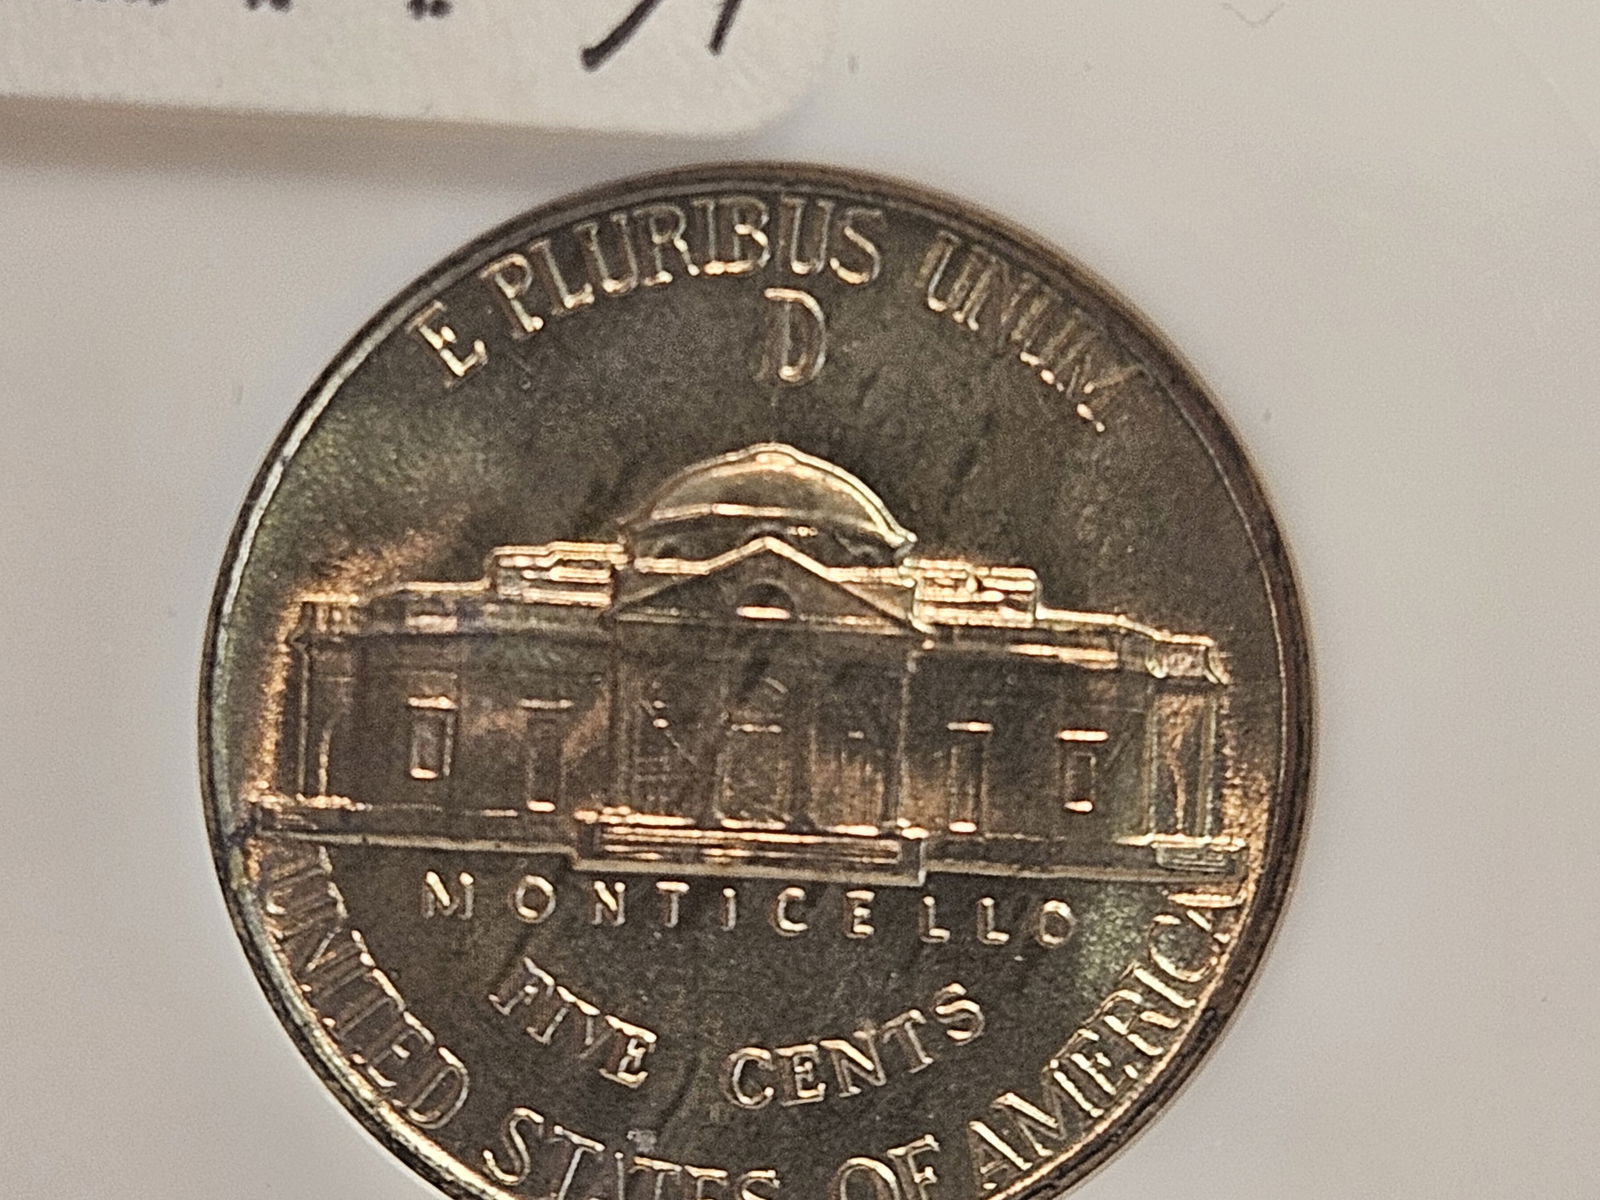 E PLURIBUS UNUM
D
MONTICELLO
FIVE CENTS
UNITED STATES OF AMERICA